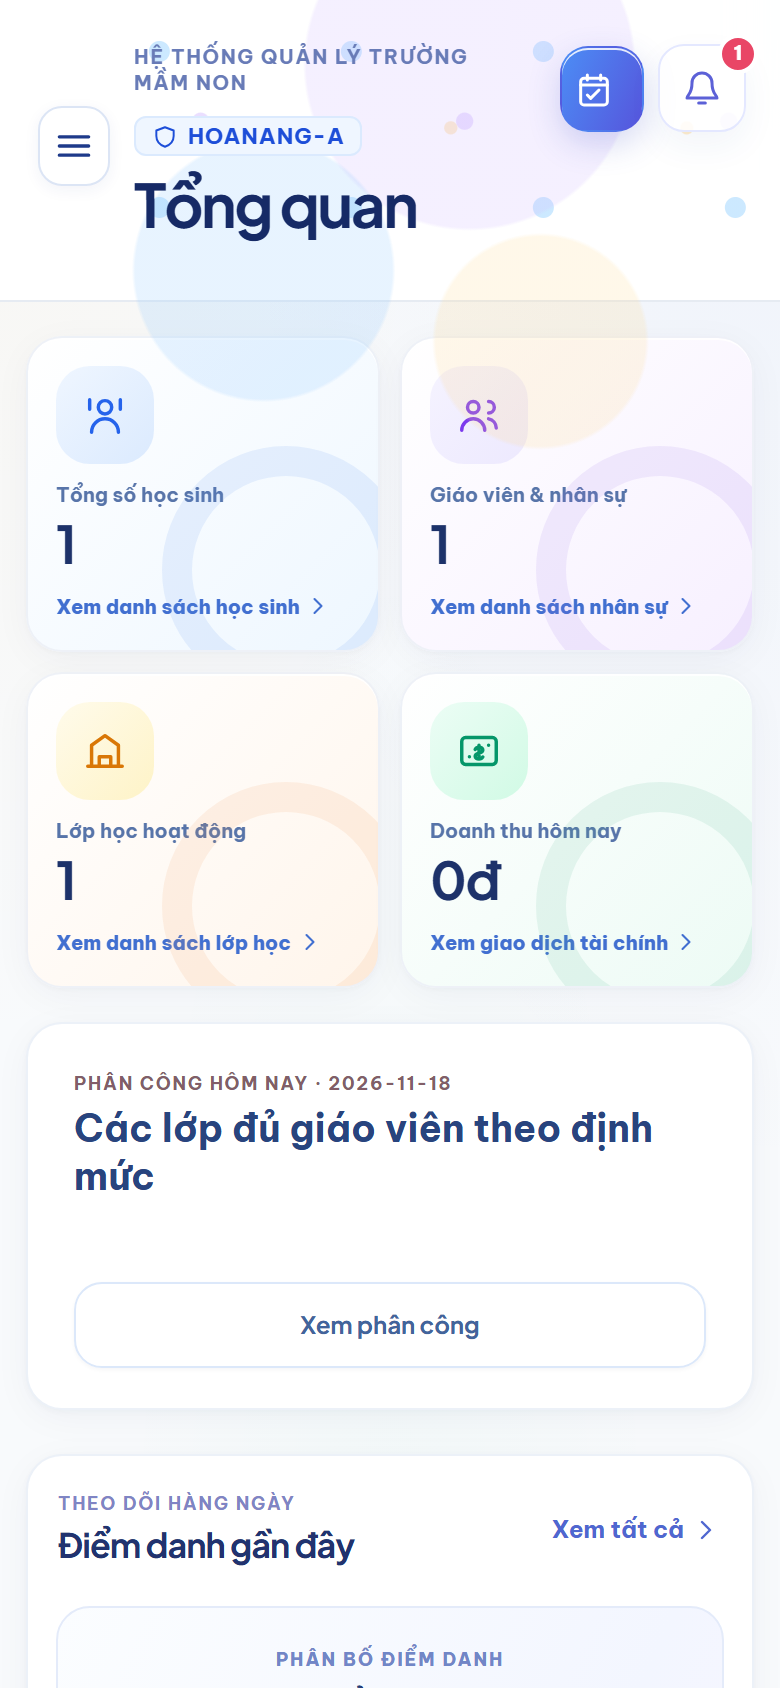 HỆ THỐNG QUẢN LÝ TRƯỜNG
MẦM NON
1
HOANANG-A
Tổng quan
Tổng số học sinh
1
Xem danh sách học sinh
Giáo viên & nhân sự
1
Xem danh sách nhân sự
Lớp học hoạt động
1
Xem danh sách lớp học
Doanh thu hôm nay
0đ
Xem giao dịch tài chính
PHÂN CÔNG HÔM NAY · 2026-11-18
Các lớp đủ giáo viên theo định
mức
Xem phân công
THEO DÕI HÀNG NGÀY
Điểm danh gần đây
Xem tất cả
PHÂN BỐ ĐIỂM DANH